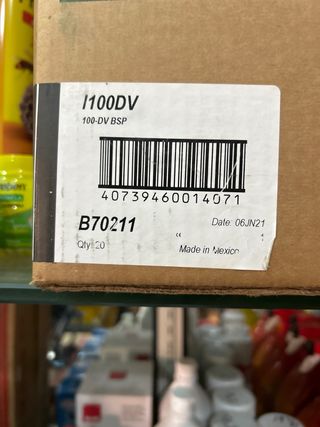 I100DV
100-DV BSP
40739460014071
B70211
Date: 06JN21
Qty: 20
Made in Mexico